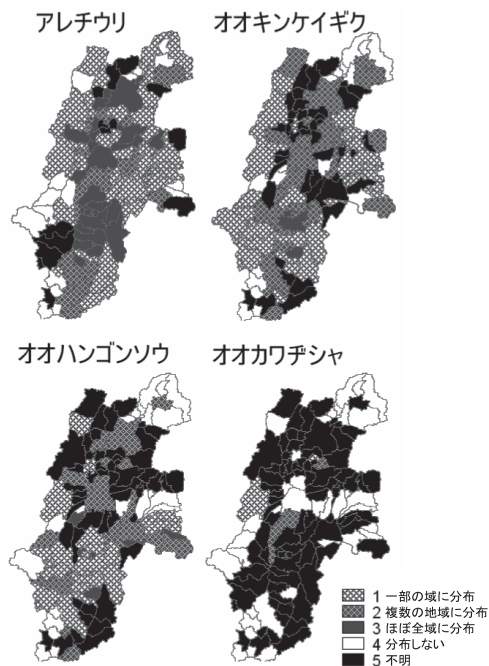 アレチウリ
オオキンケイギク
オオハンゴンソウ
オオカワヂシャ
1 一部の域に分布
2 複数の地域に分布
3 ほぼ全域に分布
4 分布しない
5 不明